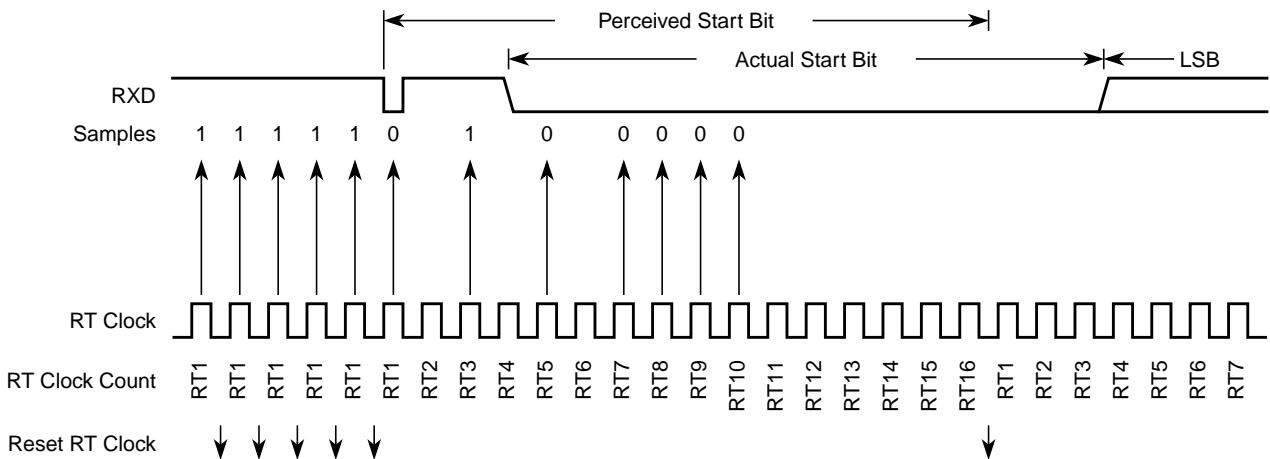 Perceived Start Bit
Actual Start Bit
LSB
RXD
Samples 1 1 1 1 1 0 1 0 0 0 0
RT Clock
RT Clock Count RT1 RT1 RT1 RT1 RT1 RT1 RT2 RT3 RT4 RT5 RT6 RT7 RT8 RT9 RT10 RT11 RT12 RT13 RT14 RT15 RT16 RT1 RT2 RT3 RT4 RT5 RT6 RT7
Reset RT Clock